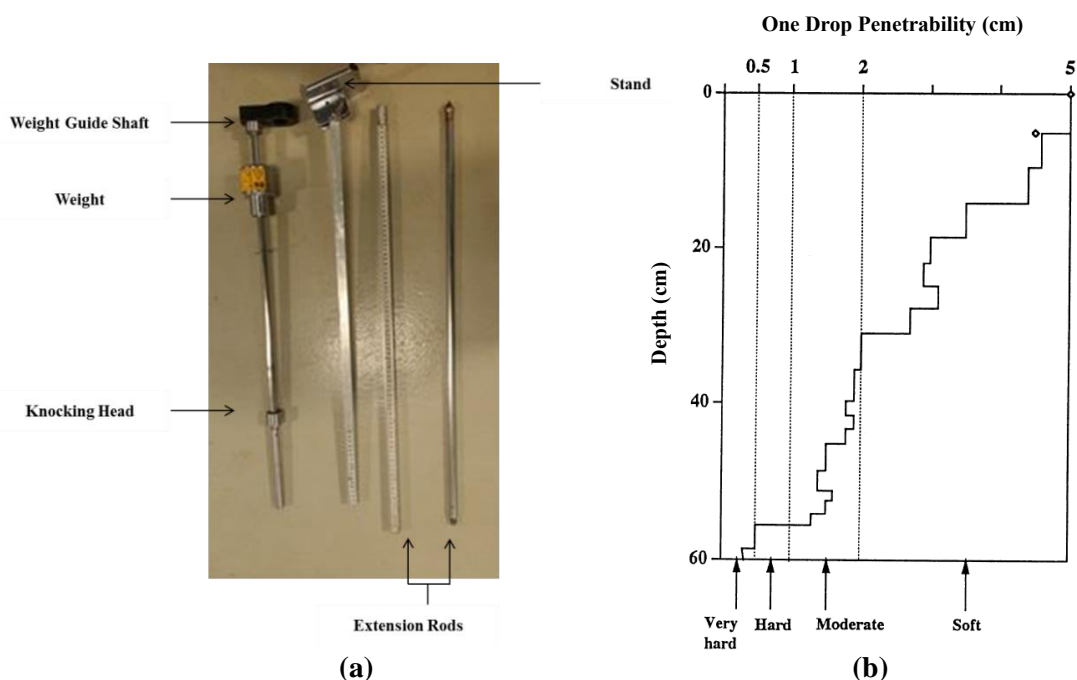 Weight Guide Shaft
Weight
Knocking Head
Stand
Extension Rods
(a)
One Drop Penetrability (cm)
0.5 1 2 5
0
20
40
60
Depth (cm)
Very
hard
Hard
Moderate
Soft
(b)